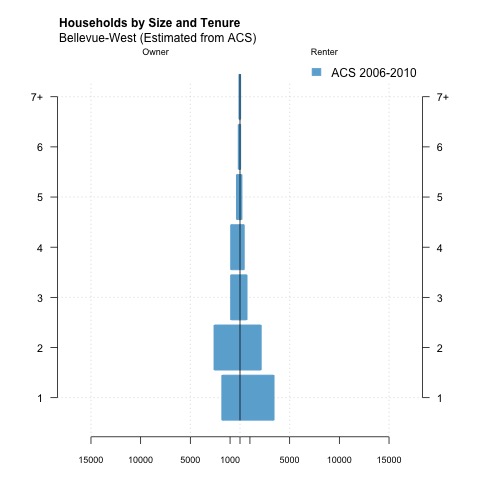 Households by Size and Tenure
Bellevue-West (Estimated from ACS)
Owner Renter
ACS 2006-2010
7+ 7+
6 6
5 5
4 4
3 3
2 2
1 1
15000 10000 5000 1000 5000 10000 15000